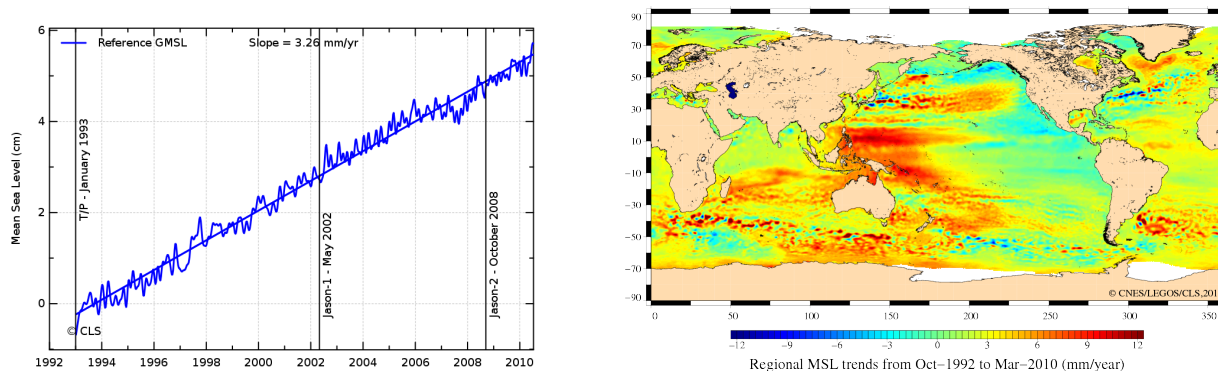 Reference GMSL
Slope = 3.26 mm/yr
Mean Sea Level (cm)
6
4
2
0
T/P - January 1993
Jason-1 - May 2002
Jason-2 - October 2008
© CLS
1992 1994 1996 1998 2000 2002 2004 2006 2008 2010
90
70
50
30
10
-10
-30
-50
-70
-90
© CNES/LEGOS/CLS,201
0 50 100 150 200 250 300 350
-12 -9 -6 -3 0 3 6 9 12
Regional MSL trends from Oct-1992 to Mar-2010 (mm/year)